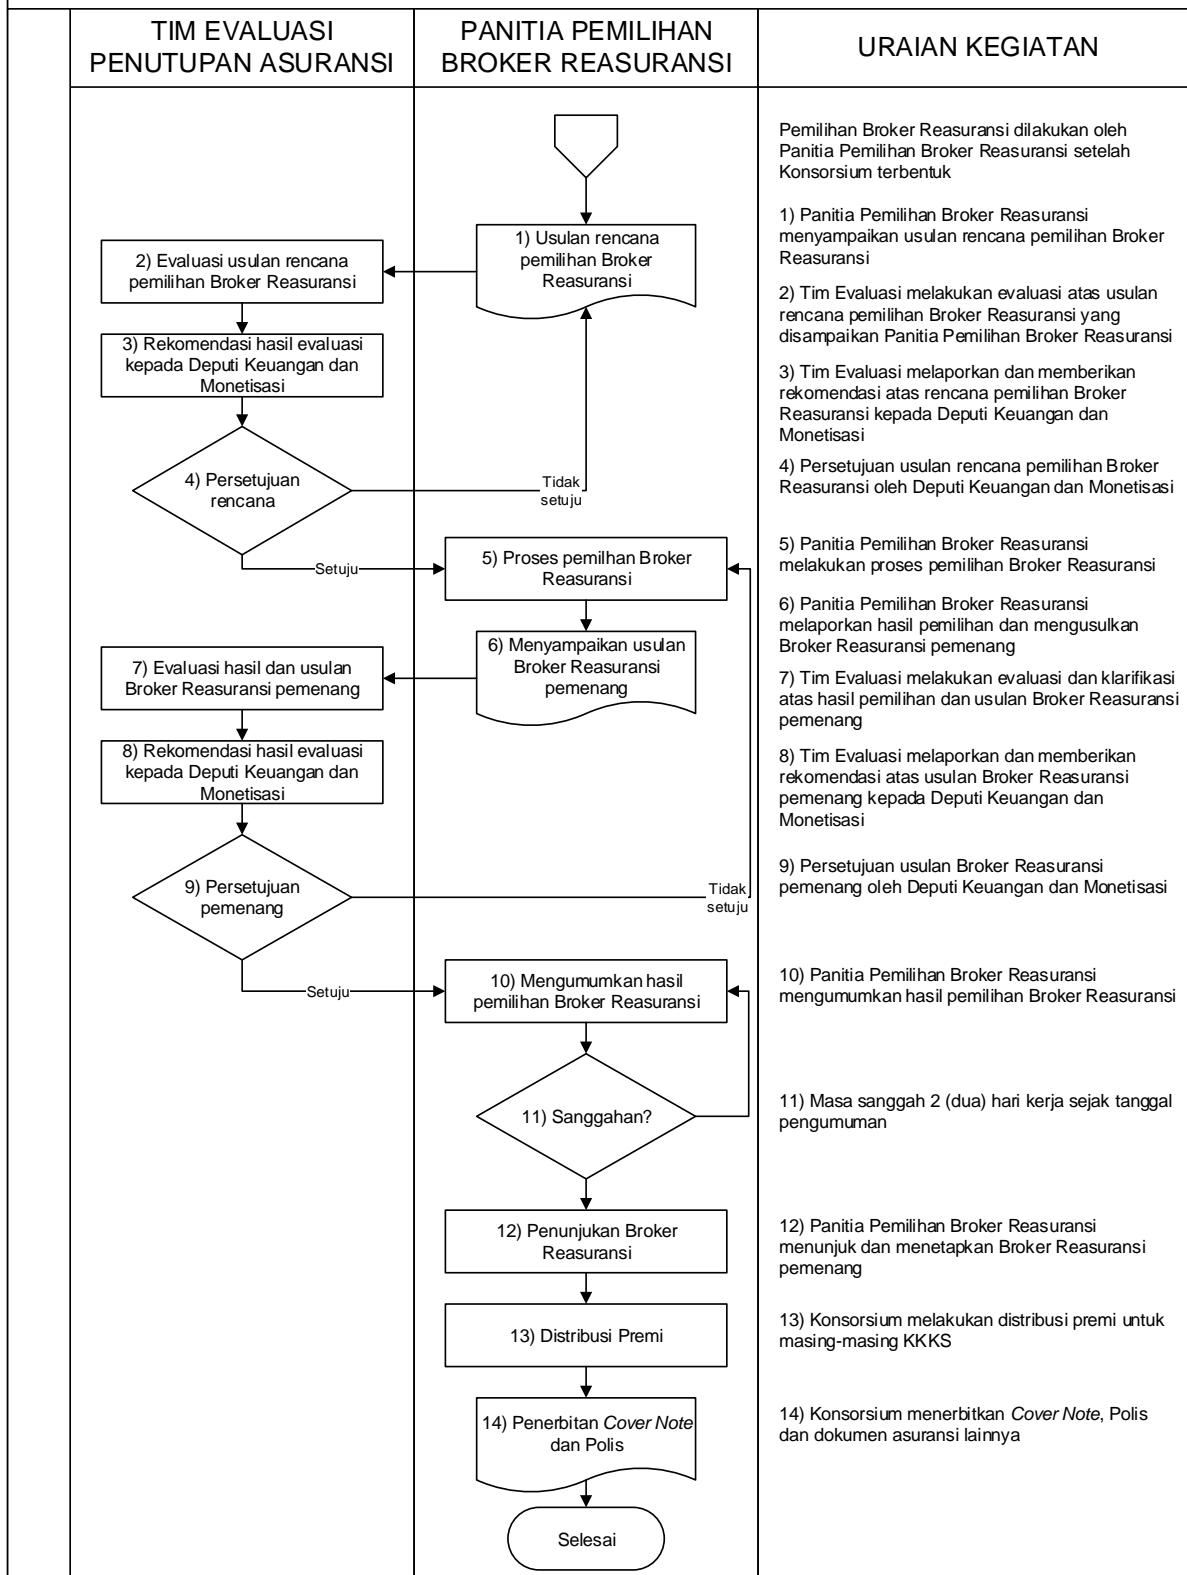 TIM EVALUASI
PENUTUPAN ASURANSI
PANITIA PEMILIHAN
BROKER REASURANSI
URAIAN KEGIATAN
Pemilihan Broker Reasuransi dilakukan oleh
Panitia Pemilihan Broker Reasuransi setelah
Konsorsium terbentuk
1) Usulan rencana
pemilihan Broker
Reasuransi
1) Panitia Pemilihan Broker Reasuransi
menyampaikan usulan rencana pemilihan Broker
Reasuransi
2) Evaluasi usulan rencana
pemilihan Broker Reasuransi
2) Tim Evaluasi melakukan evaluasi atas usulan
rencana pemilihan Broker Reasuransi yang
disampaikan Panitia Pemilihan Broker Reasuransi
3) Rekomendasi hasil evaluasi
kepada Deputi Keuangan dan
Monetisasi
3) Tim Evaluasi melaporkan dan memberikan
rekomendasi atas rencana pemilihan Broker
Reasuransi kepada Deputi Keuangan dan
Monetisasi
4) Persetujuan
rencana
Tidak
setuju
4) Persetujuan usulan rencana pemilihan Broker
Reasuransi oleh Deputi Keuangan dan Monetisasi
Setuju
5) Proses pemilhan Broker
Reasuransi
5) Panitia Pemilihan Broker Reasuransi
melakukan proses pemilihan Broker Reasuransi
6) Menyampaikan usulan
Broker Reasuransi
pemenang
6) Panitia Pemilihan Broker Reasuransi
melaporkan hasil pemilihan dan mengusulkan
Broker Reasuransi pemenang
7) Evaluasi hasil dan usulan
Broker Reasuransi pemenang
7) Tim Evaluasi melakukan evaluasi dan klarifikasi
atas hasil pemilihan dan usulan Broker Reasuransi
pemenang
8) Rekomendasi hasil evaluasi
kepada Deputi Keuangan dan
Monetisasi
8) Tim Evaluasi melaporkan dan memberikan
rekomendasi atas usulan Broker Reasuransi
pemenang kepada Deputi Keuangan dan
Monetisasi
9) Persetujuan
pemenang
Tidak
setuju
9) Persetujuan usulan Broker Reasuransi
pemenang oleh Deputi Keuangan dan Monetisasi
Setuju
10) Mengumumkan hasil
pemilihan Broker Reasuransi
10) Panitia Pemilihan Broker Reasuransi
mengumumkan hasil pemilihan Broker Reasuransi
11) Sanggahan?
11) Masa sanggah 2 (dua) hari kerja sejak tanggal
pengumuman
12) Penunjukan Broker
Reasuransi
12) Panitia Pemilihan Broker Reasuransi
menunjuk dan menetapkan Broker Reasuransi
pemenang
13) Distribusi Premi
13) Konsorsium melakukan distribusi premi untuk
masing-masing KKKS
14) Penerbitan Cover Note
dan Polis
14) Konsorsium menerbitkan Cover Note, Polis
dan dokumen asuransi lainnya
Selesai